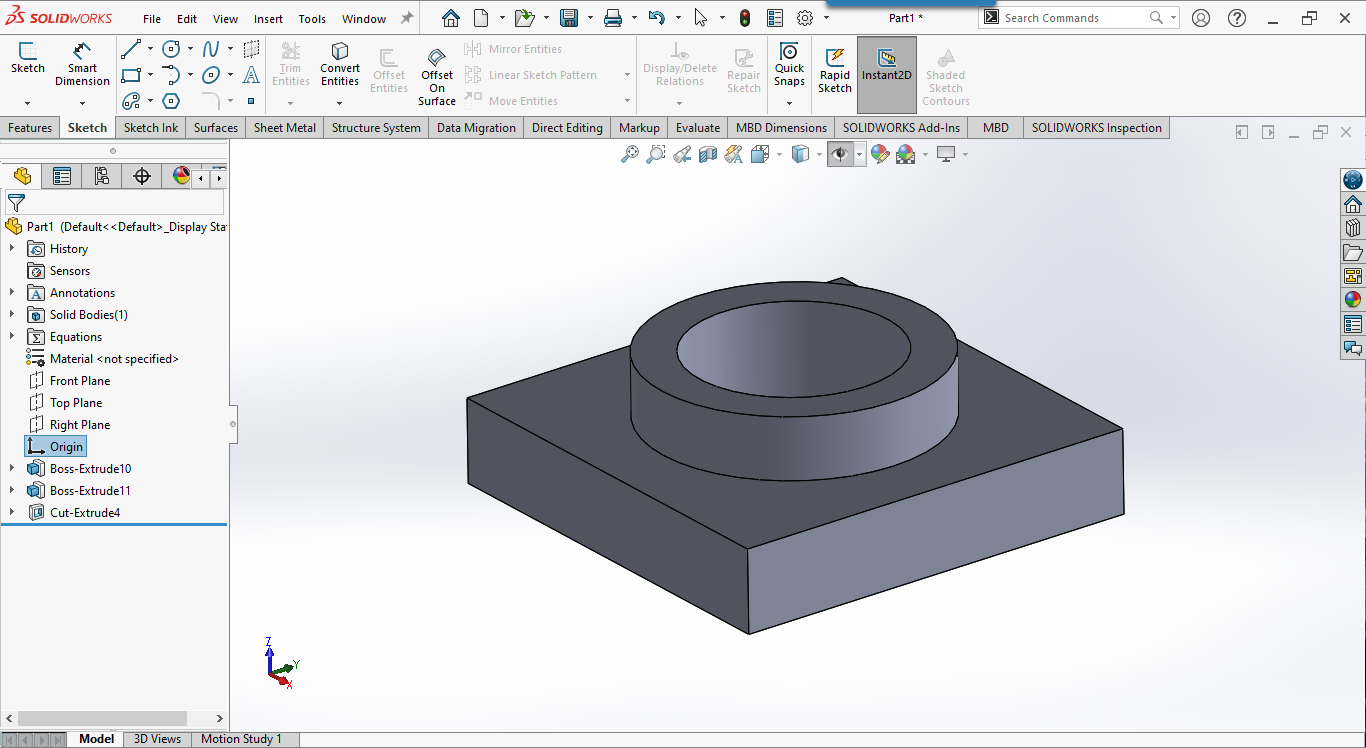 SOLIDWORKS File Edit View Insert Tools Window Part1 * Search Commands
Sketch Smart Dimension Trim Entities Convert Entities Offset Entities Offset On Surface Mirror Entities Linear Sketch Pattern Move Entities Display/Delete Relations Repair Sketch Quick Snaps Rapid Sketch Instant2D Shaded Sketch Contours
Features Sketch Sketch Ink Surfaces Sheet Metal Structure System Data Migration Direct Editing Markup Evaluate MBD Dimensions SOLIDWORKS Add-Ins MBD SOLIDWORKS Inspection
Part1 (Default<<Default>_Display Sta
History
Sensors
A Annotations
Solid Bodies(1)
Equations
Material <not specified>
Front Plane
Top Plane
Right Plane
Origin
Boss-Extrude10
Boss-Extrude11
Cut-Extrude4
Z
Y
X
Model 3D Views Motion Study 1